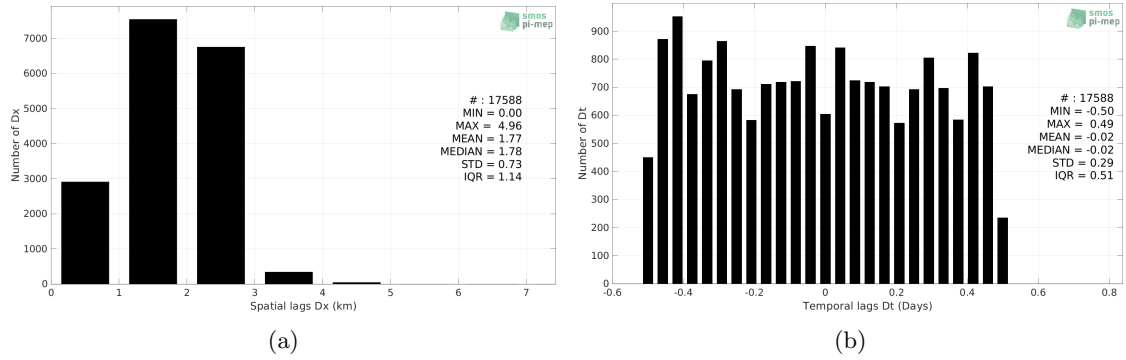 smos
pi-mep
7000
6000
5000
4000
3000
2000
1000
0
Number of Dx
# : 17588
MIN = 0.00
MAX = 4.96
MEAN = 1.77
MEDIAN = 1.78
STD = 0.73
IQR = 1.14
0 1 2 3 4 5 6 7
Spatial lags Dx (km)
(a)
smos
pi-mep
900
800
700
600
500
400
300
200
100
0
Number of Dt
# : 17588
MIN = -0.50
MAX = 0.49
MEAN = -0.02
MEDIAN = -0.02
STD = 0.29
IQR = 0.51
-0.6 -0.4 -0.2 0 0.2 0.4 0.6 0.8
Temporal lags Dt (Days)
(b)